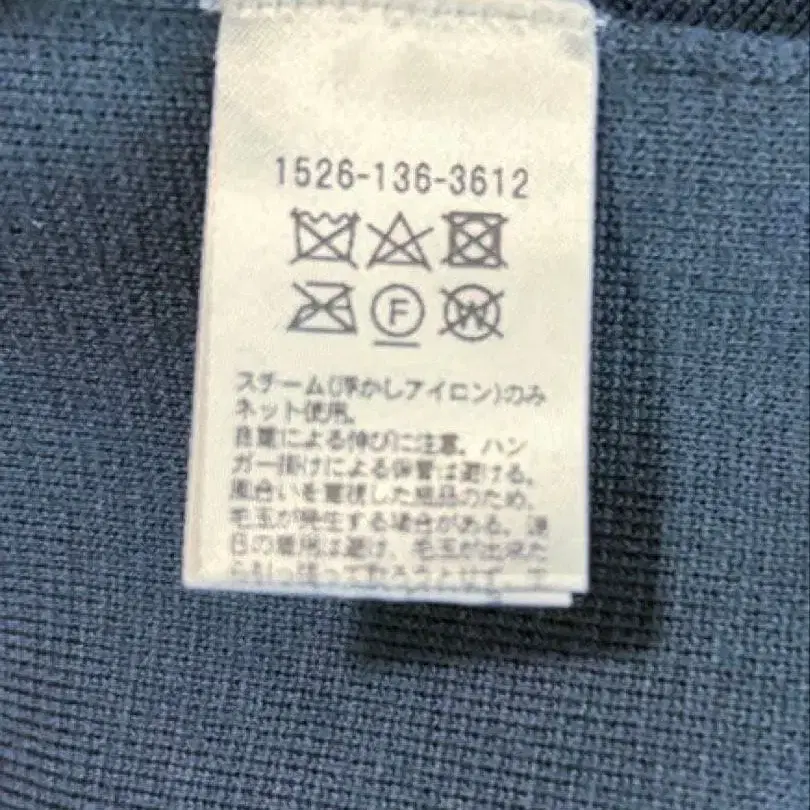 1526-136-3612
F
W
スチーム(浮かしアイロン)のみ
ネット使用。
自重による伸びに注意。ハン
ガー掛けによる保管は避ける。
風合いを重視した組品のため、
毛玉が発生する場合がある。連
日の着用は避け、毛玉が出来た